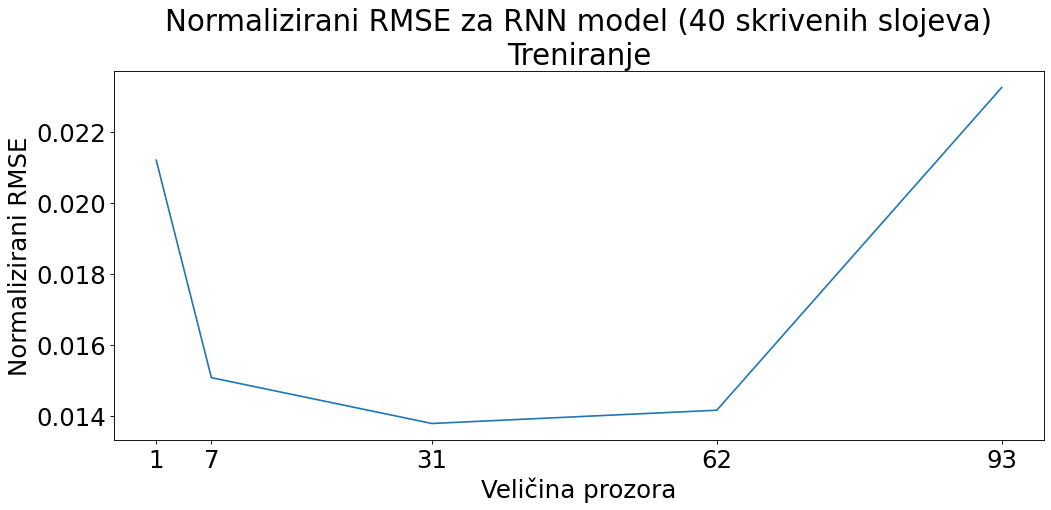 Normalizirani RMSE za RNN model (40 skrivenih slojeva)
Treniranje
Normalizirani RMSE
0.022
0.020
0.018
0.016
0.014
1 7 31 62 93
Veličina prozora